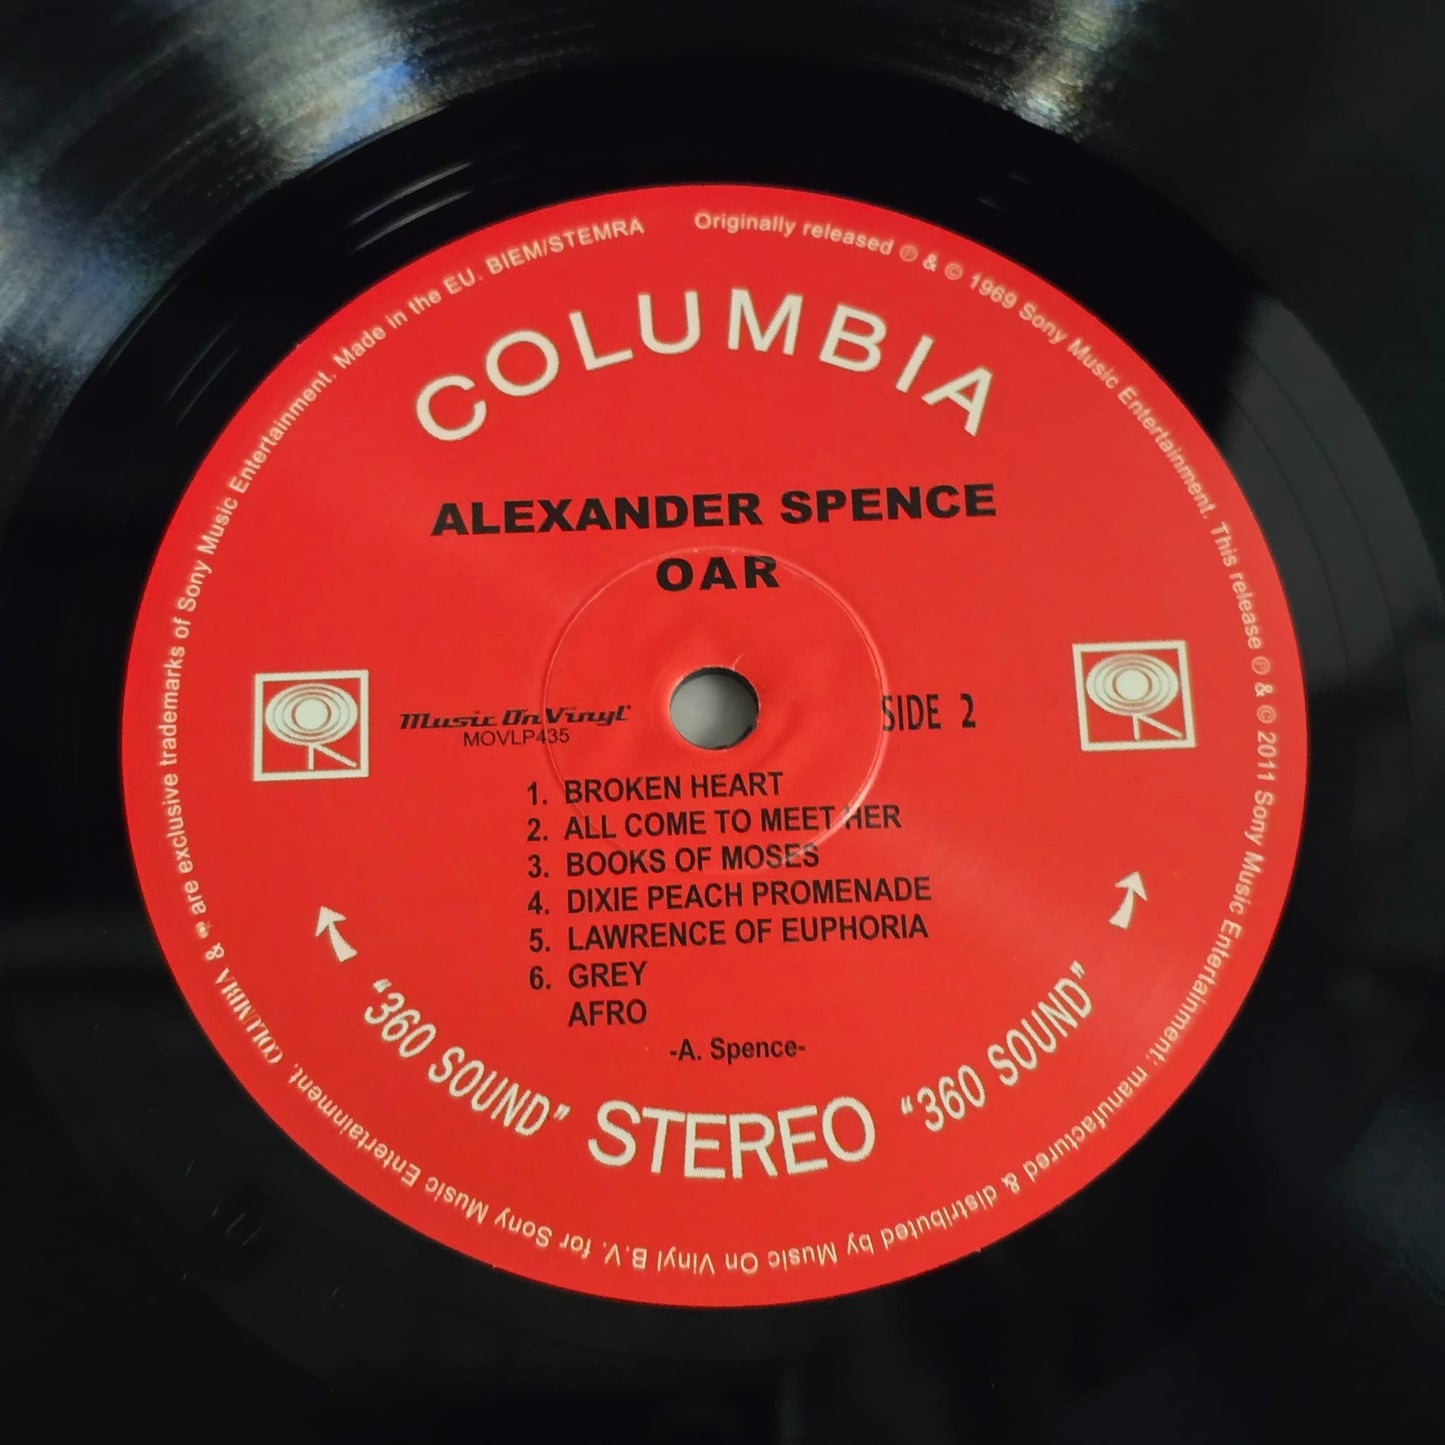 Originally released ℗ & © 1969 Sony Music Entertainment. This release ℗ & © 2011 Sony Music Entertainment; manufactured & distributed by Music On Vinyl B.V. for Sony Music Entertainment. COLUMBIA & are exclusive trademarks of Sony Music Entertainment. Made in the EU. BIEM/STEMRA
COLUMBIA
ALEXANDER SPENCE
OAR
Music On Vinyl
MOVLP435
SIDE 2
1. BROKEN HEART
2. ALL COME TO MEET HER
3. BOOKS OF MOSES
4. DIXIE PEACH PROMENADE
5. LAWRENCE OF EUPHORIA
6. GREY
AFRO
-A. Spence-
"360 SOUND" STEREO "360 SOUND"